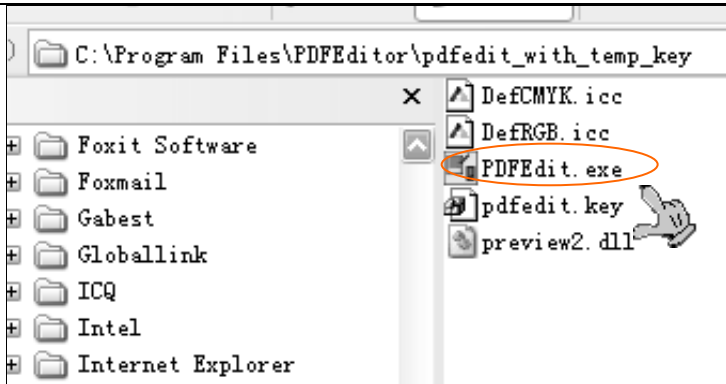 C:\Program Files\PDFEditor\pdfedit_with_temp_key
Foxit Software
Foxmail
Gabest
Globallink
ICQ
Intel
Internet Explorer
DefCMYK.icc
DefRGB.icc
PDFEdit.exe
pdfedit.key
preview2.dll